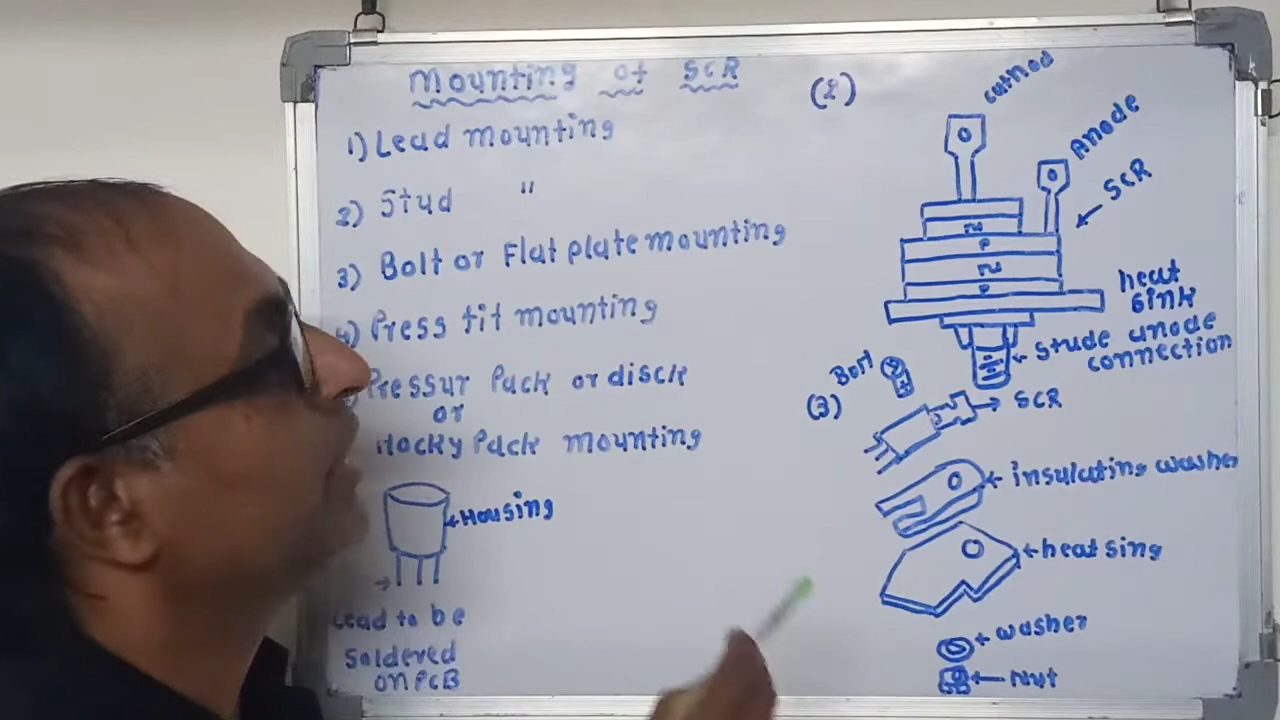 Mounting of SCR
1) Lead mounting
2) Stud "
3) Bolt or Flat plate mounting
4) Press fit mounting
Pressur Pack or disck
or
Hocky Pack mounting
Housing
Lead to be
soldered
on PCB
(2)
Cathod
Anode
SCR
N
P
N
P
heat
sink
Stude anode
connection
(3)
Bolt
SCR
insulating washer
heat sing
washer
Nut